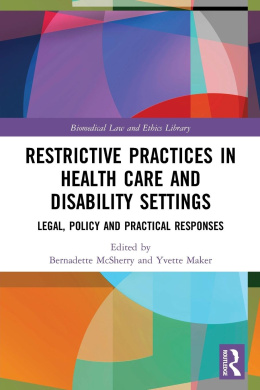 Biomedical Law and Ethics Library
RESTRICTIVE PRACTICES IN
HEALTH CARE AND
DISABILITY SETTINGS
LEGAL, POLICY AND PRACTICAL RESPONSES
Edited by
Bernadette McSherry and Yvette Maker
ROUTLEDGE